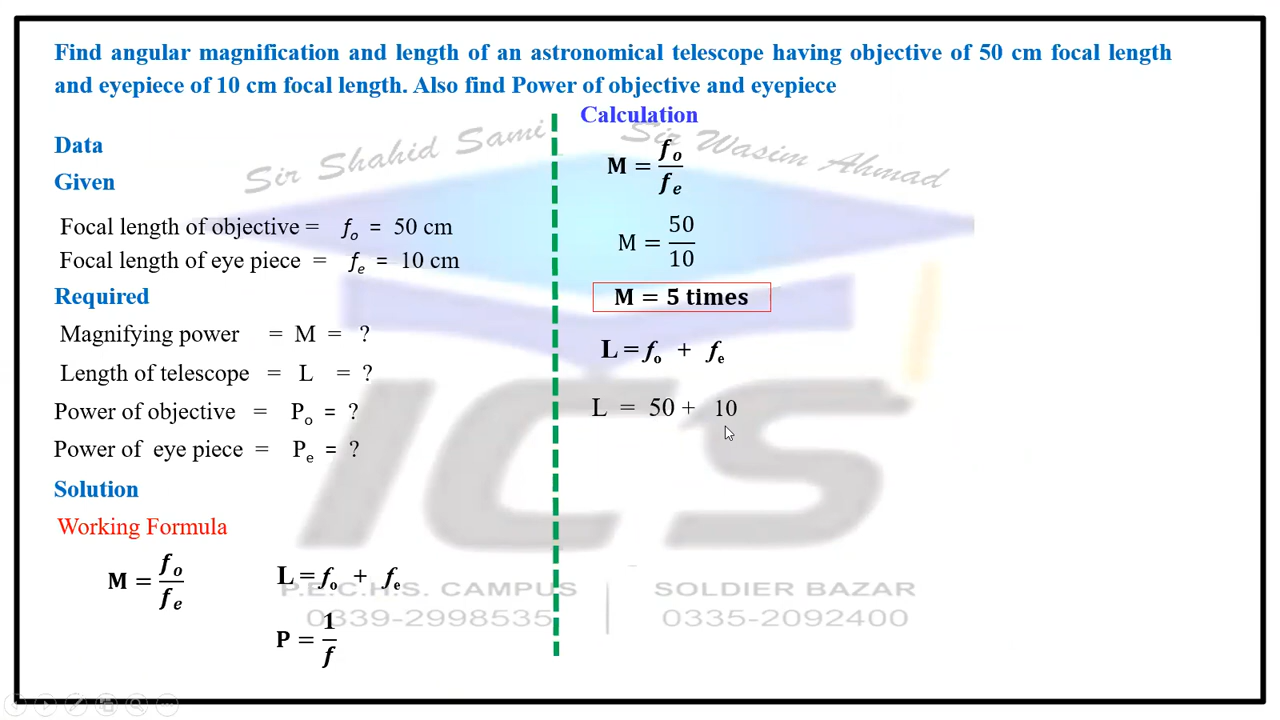 Find angular magnification and length of an astronomical telescope having objective of 50 cm focal length
and eyepiece of 10 cm focal length. Also find Power of objective and eyepiece
Data
Given
Focal length of objective = fₒ = 50 cm
Focal length of eye piece = fₑ = 10 cm
Required
Magnifying power = M = ?
Length of telescope = L = ?
Power of objective = Pₒ = ?
Power of eye piece = Pₑ = ?
Solution
Working Formula
M = fₒ/fₑ
L = fₒ + fₑ
P = 1/f
Calculation
M = fₒ/fₑ
M = 50/10
M = 5 times
L = fₒ + fₑ
L = 50 + 10
Sir Shahid Sami
Sir Wasim Ahmad
ICS
P.E.C.H.S. CAMPUS
0339-2998535
SOLDIER BAZAR
0335-2092400